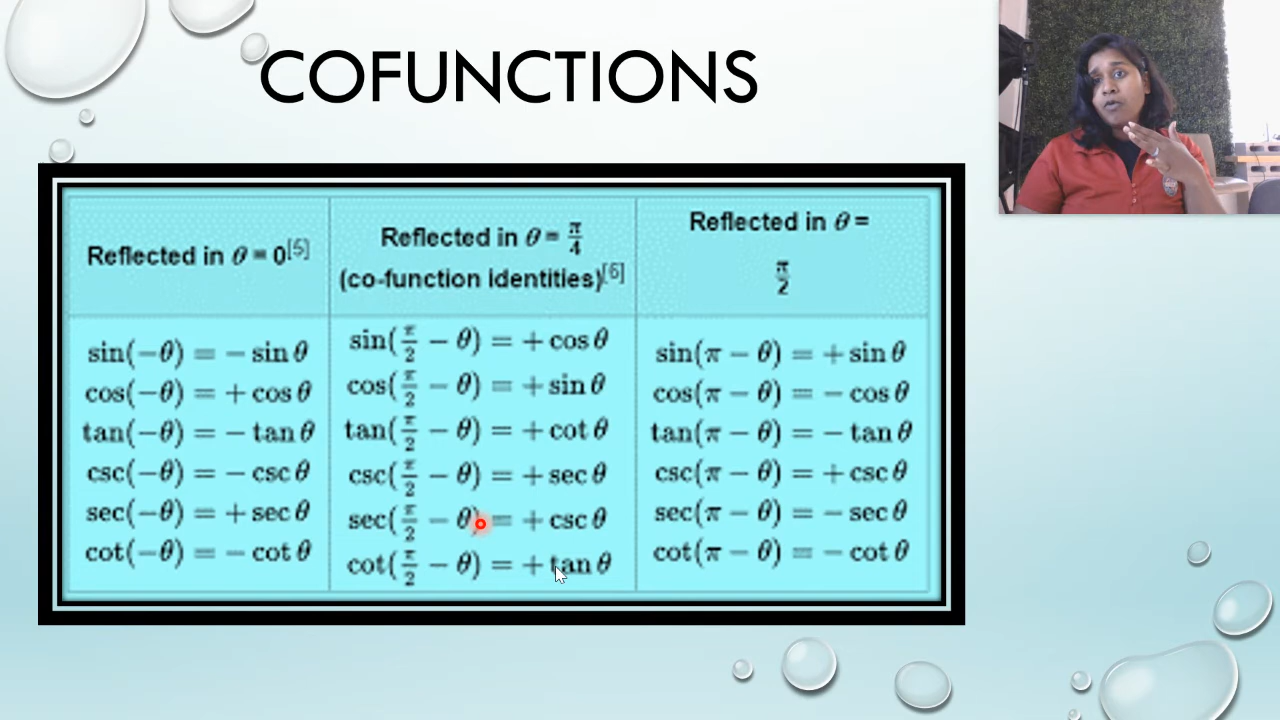 COFUNCTIONS
Reflected in θ = 0[5]
sin(−θ) = − sin θ
cos(−θ) = + cos θ
tan(−θ) = − tan θ
csc(−θ) = − csc θ
sec(−θ) = + sec θ
cot(−θ) = − cot θ
Reflected in θ = π/4
(co-function identities)[6]
sin(π/2 − θ) = + cos θ
cos(π/2 − θ) = + sin θ
tan(π/2 − θ) = + cot θ
csc(π/2 − θ) = + sec θ
sec(π/2 − θ) = + csc θ
cot(π/2 − θ) = + tan θ
Reflected in θ =
π/2
sin(π − θ) = + sin θ
cos(π − θ) = − cos θ
tan(π − θ) = − tan θ
csc(π − θ) = + csc θ
sec(π − θ) = − sec θ
cot(π − θ) = − cot θ